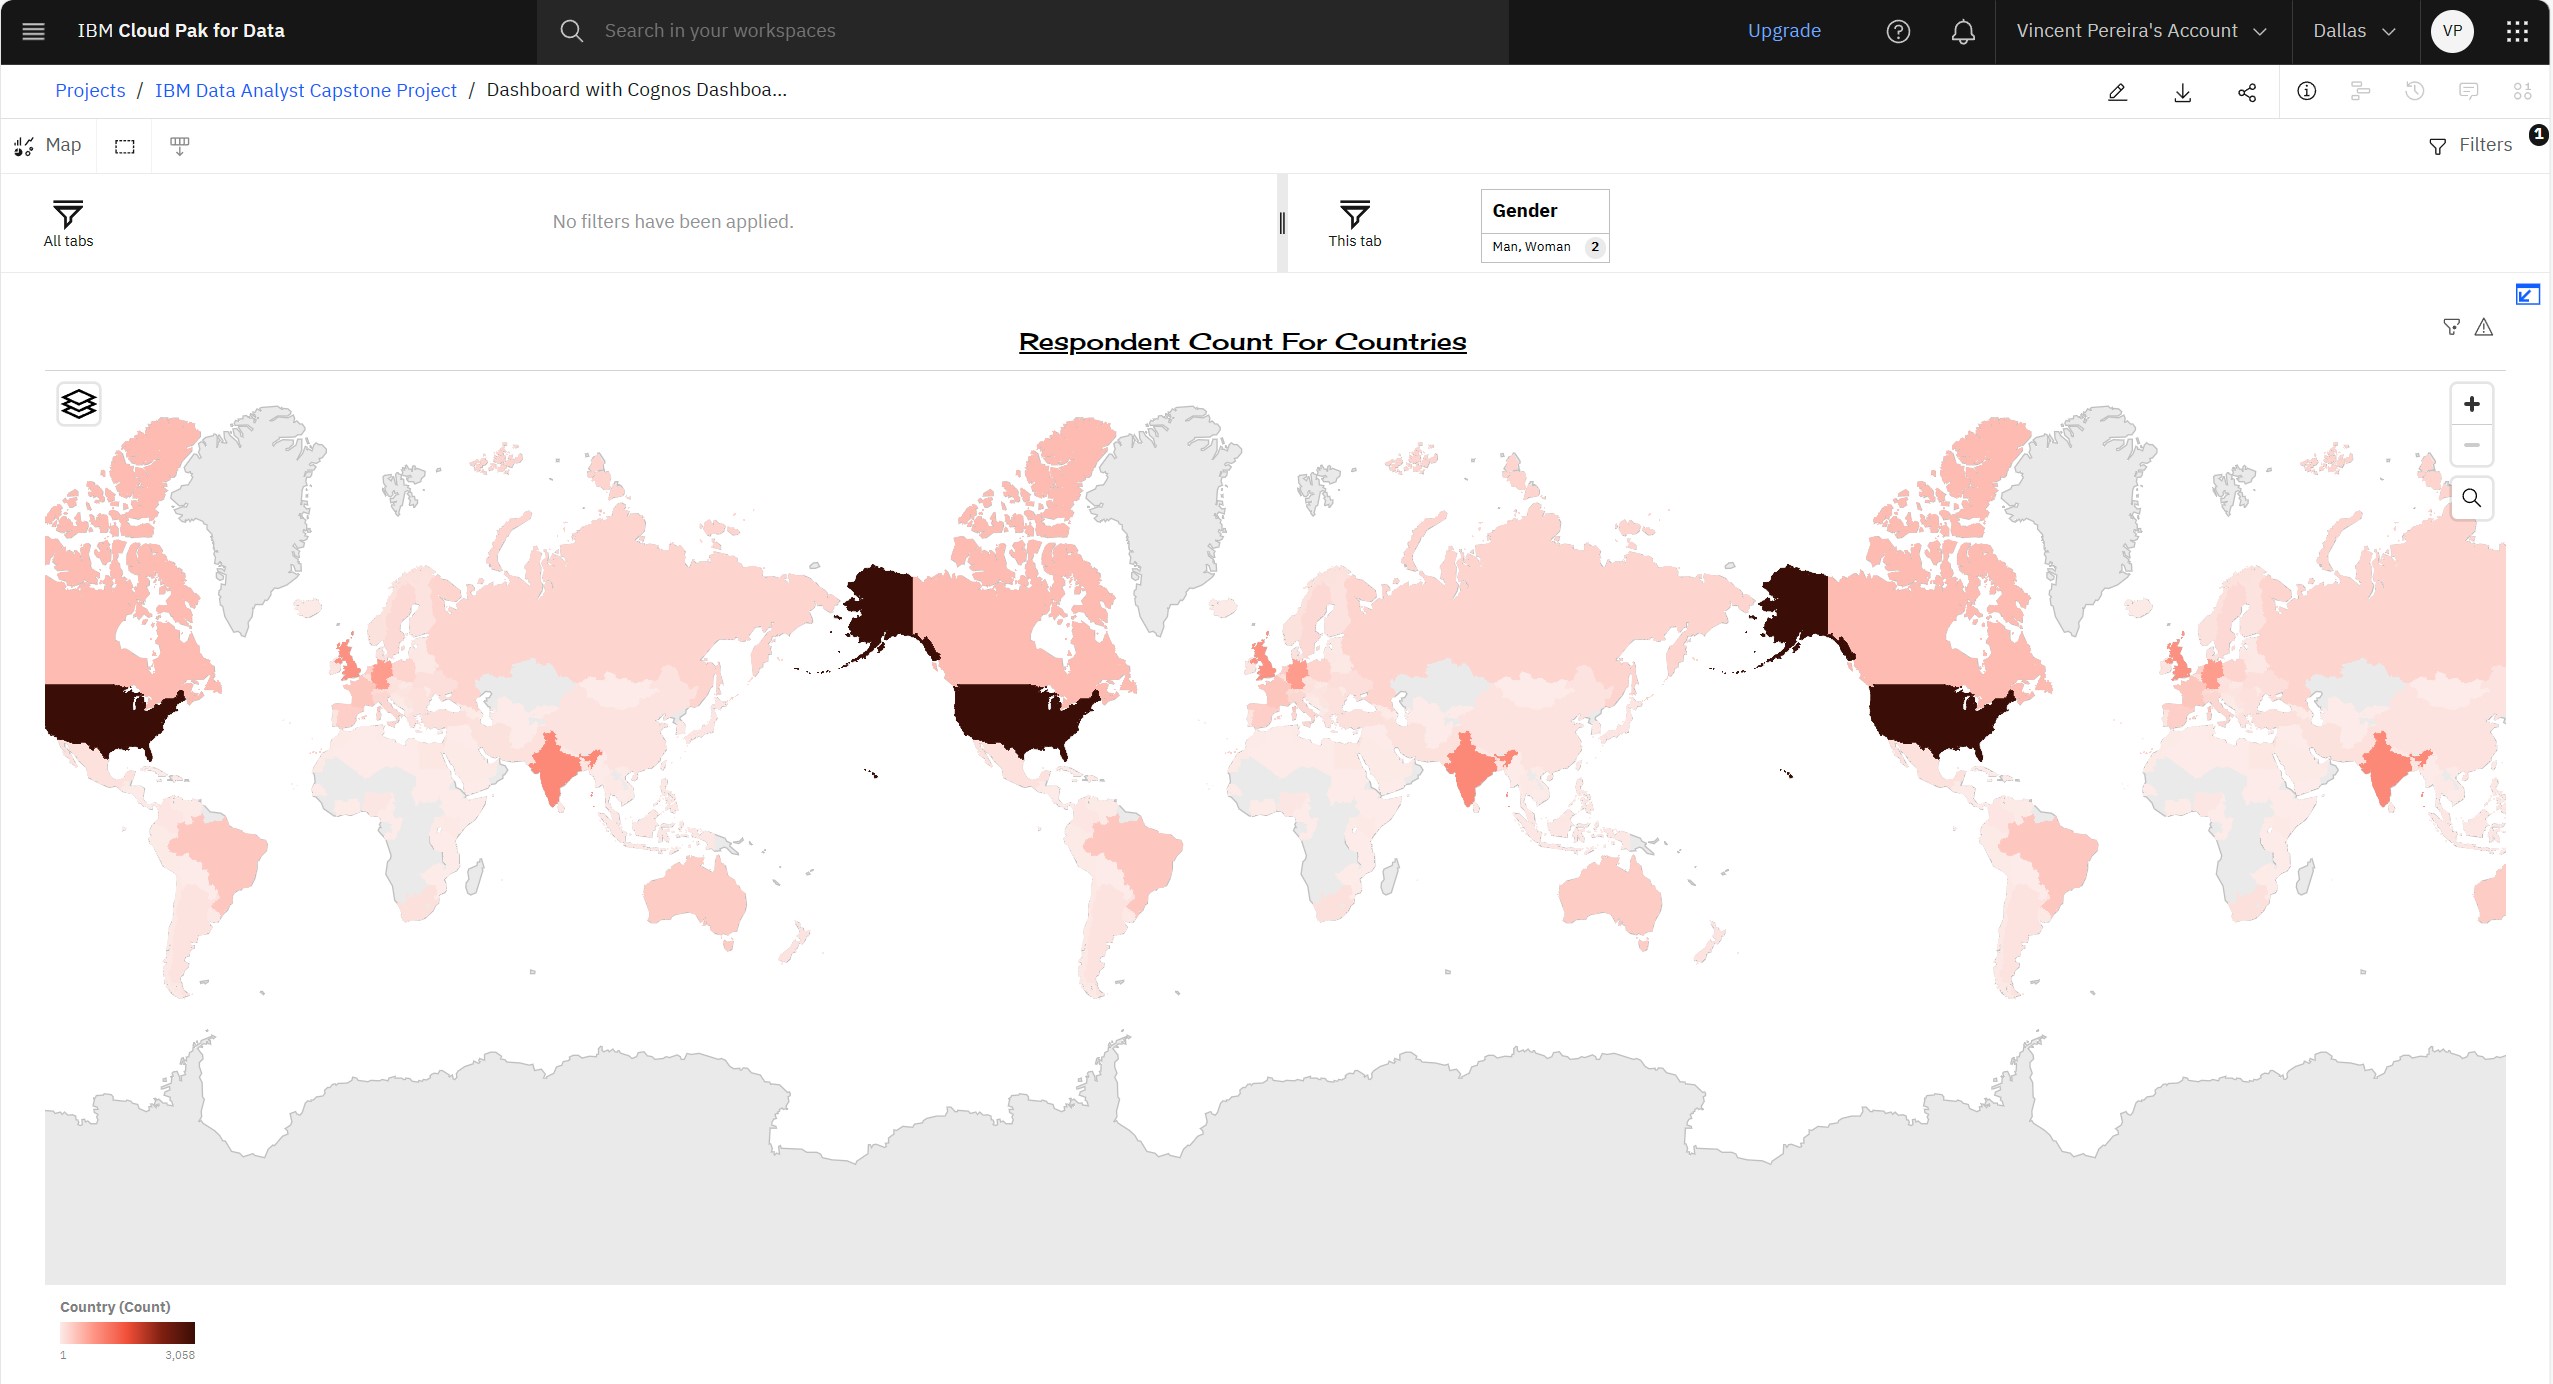 IBM Cloud Pak for Data
Search in your workspaces
Upgrade
Vincent Pereira's Account
Dallas
VP
Projects / IBM Data Analyst Capstone Project / Dashboard with Cognos Dashboa...
Map
Filters
1
All tabs
No filters have been applied.
This tab
Gender
Man, Woman 2
Respondent Count For Countries
Country (Count)
1 3,058